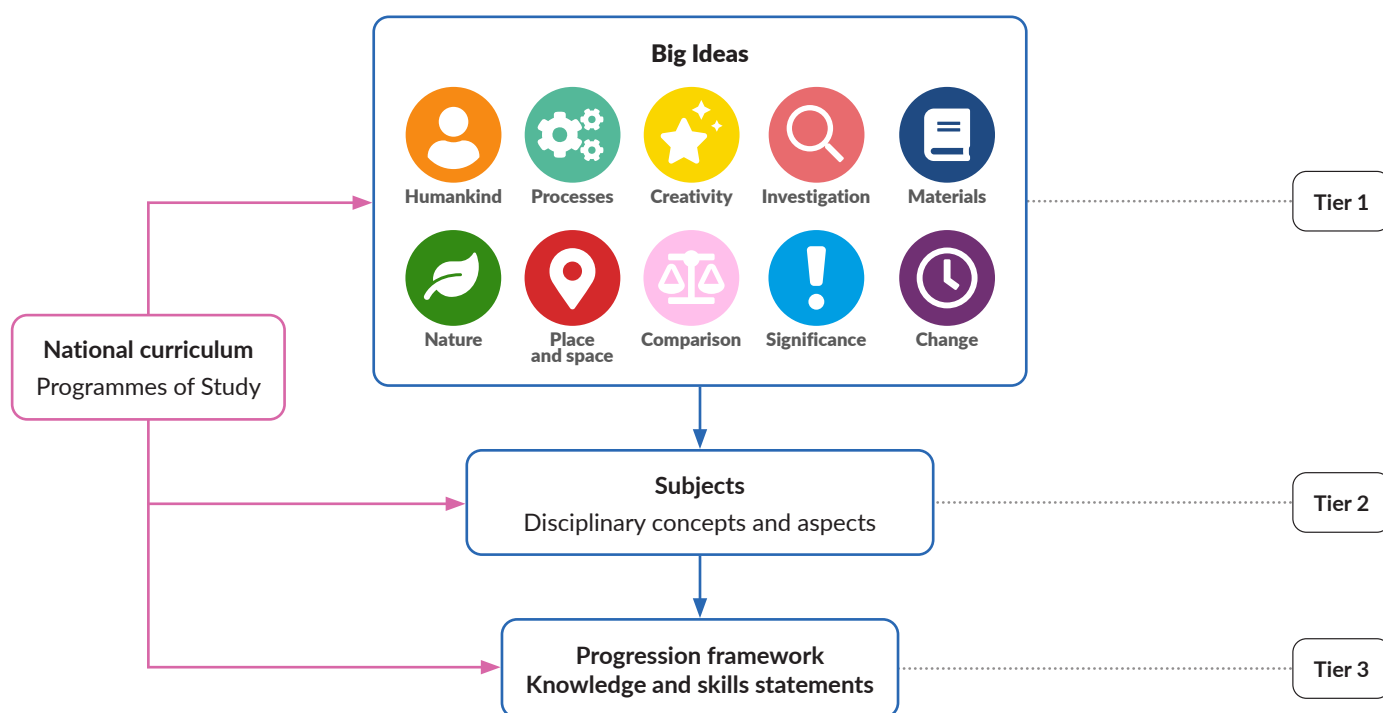 Big Ideas
Humankind
Processes
Creativity
Investigation
Materials
Tier 1
Nature
Place
and space
Comparison
Significance
Change
National curriculum
Programmes of Study
Subjects
Disciplinary concepts and aspects
Tier 2
Progression framework
Knowledge and skills statements
Tier 3